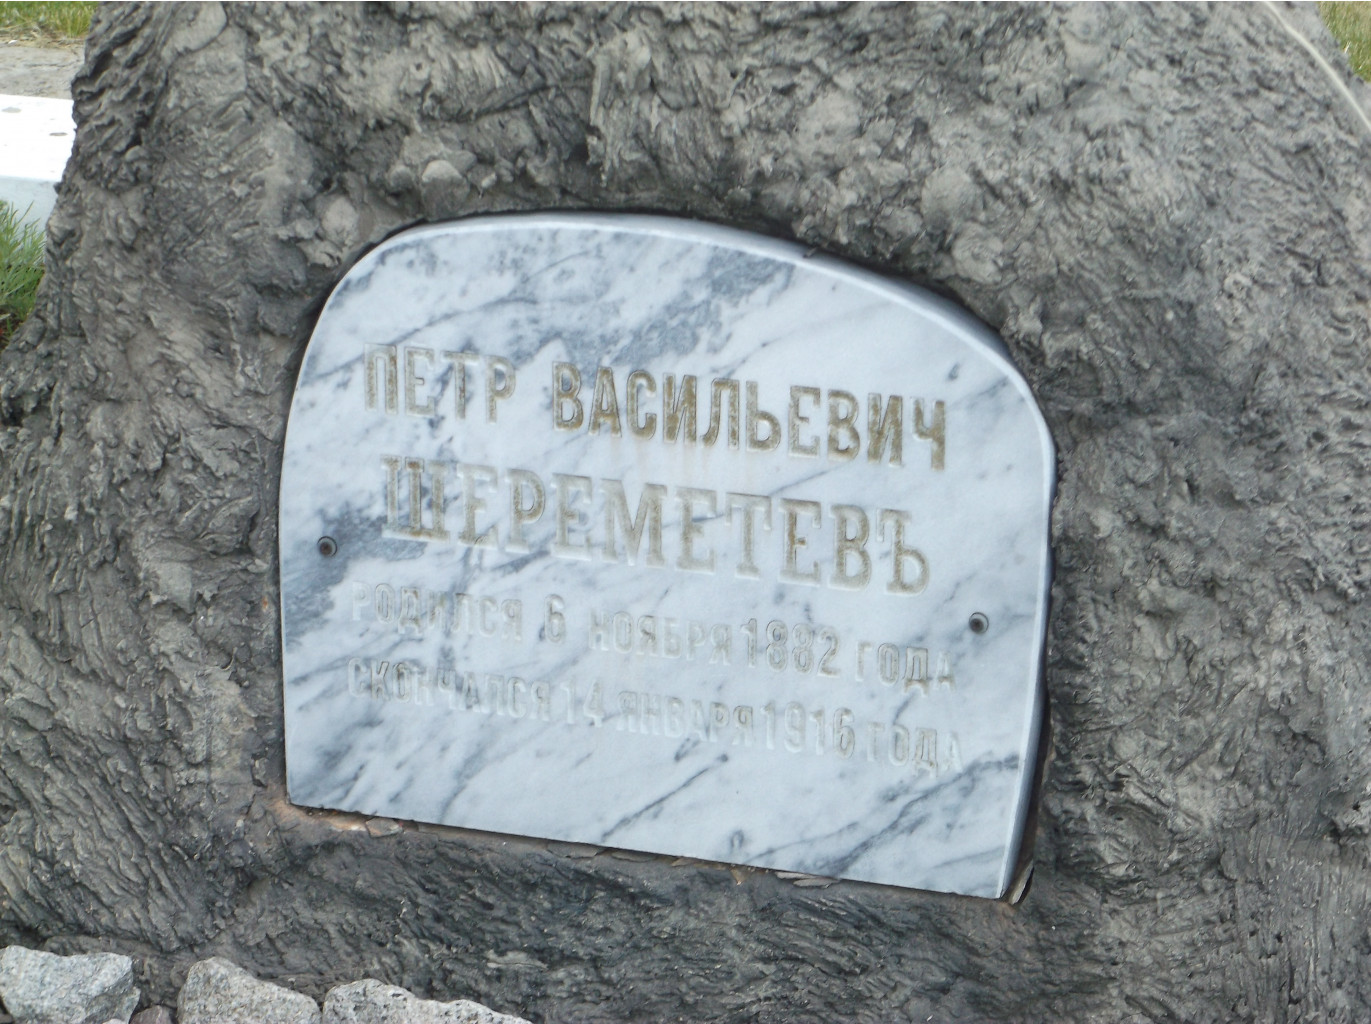 ПЕТР ВАСИЛЬЕВИЧ
ШЕРЕМЕТЕВЪ
РОДИЛСЯ 6 НОЯБРЯ 1882 ГОДА
СКОНЧАЛСЯ 14 ЯНВАРЯ 1916 ГОДА